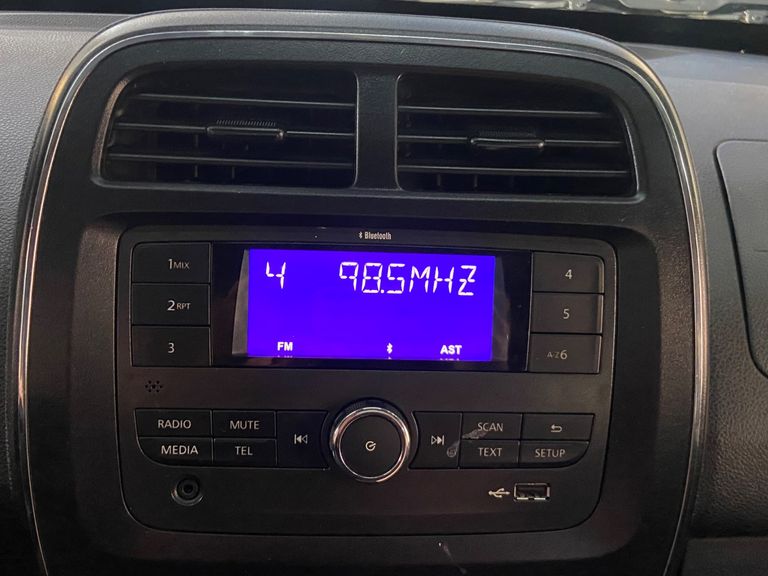 Bluetooth
1 MIX
2 RPT
3
4 98.5MHZ
FM AST
4
5
A-Z 6
RADIO MUTE
MEDIA TEL
SCAN
TEXT SETUP